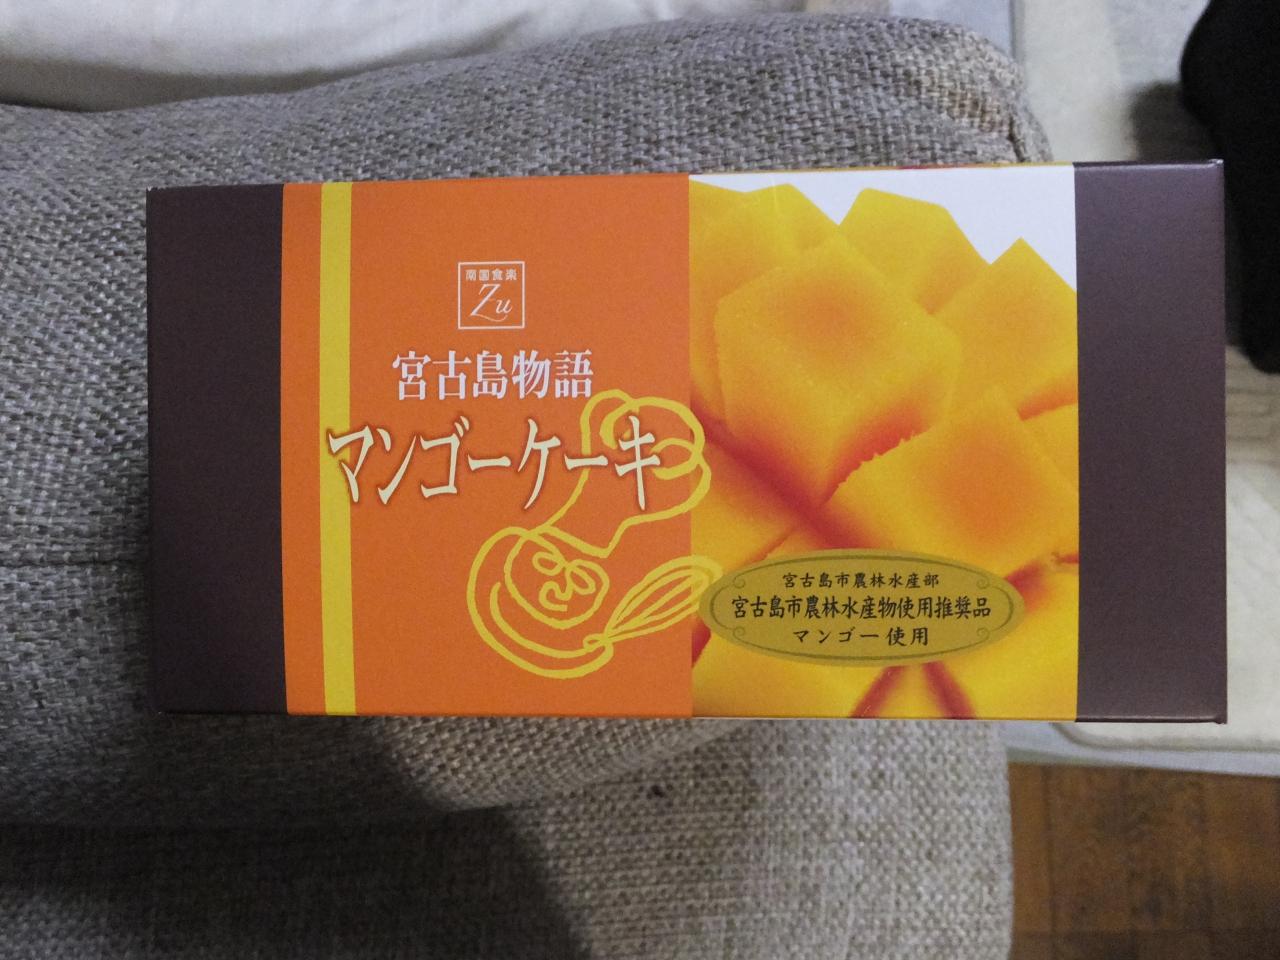 南国食楽
Zu
宮古島物語
マンゴーケーキ
宮古島市農林水産部
宮古島市農林水産物使用推奨品
マンゴー使用